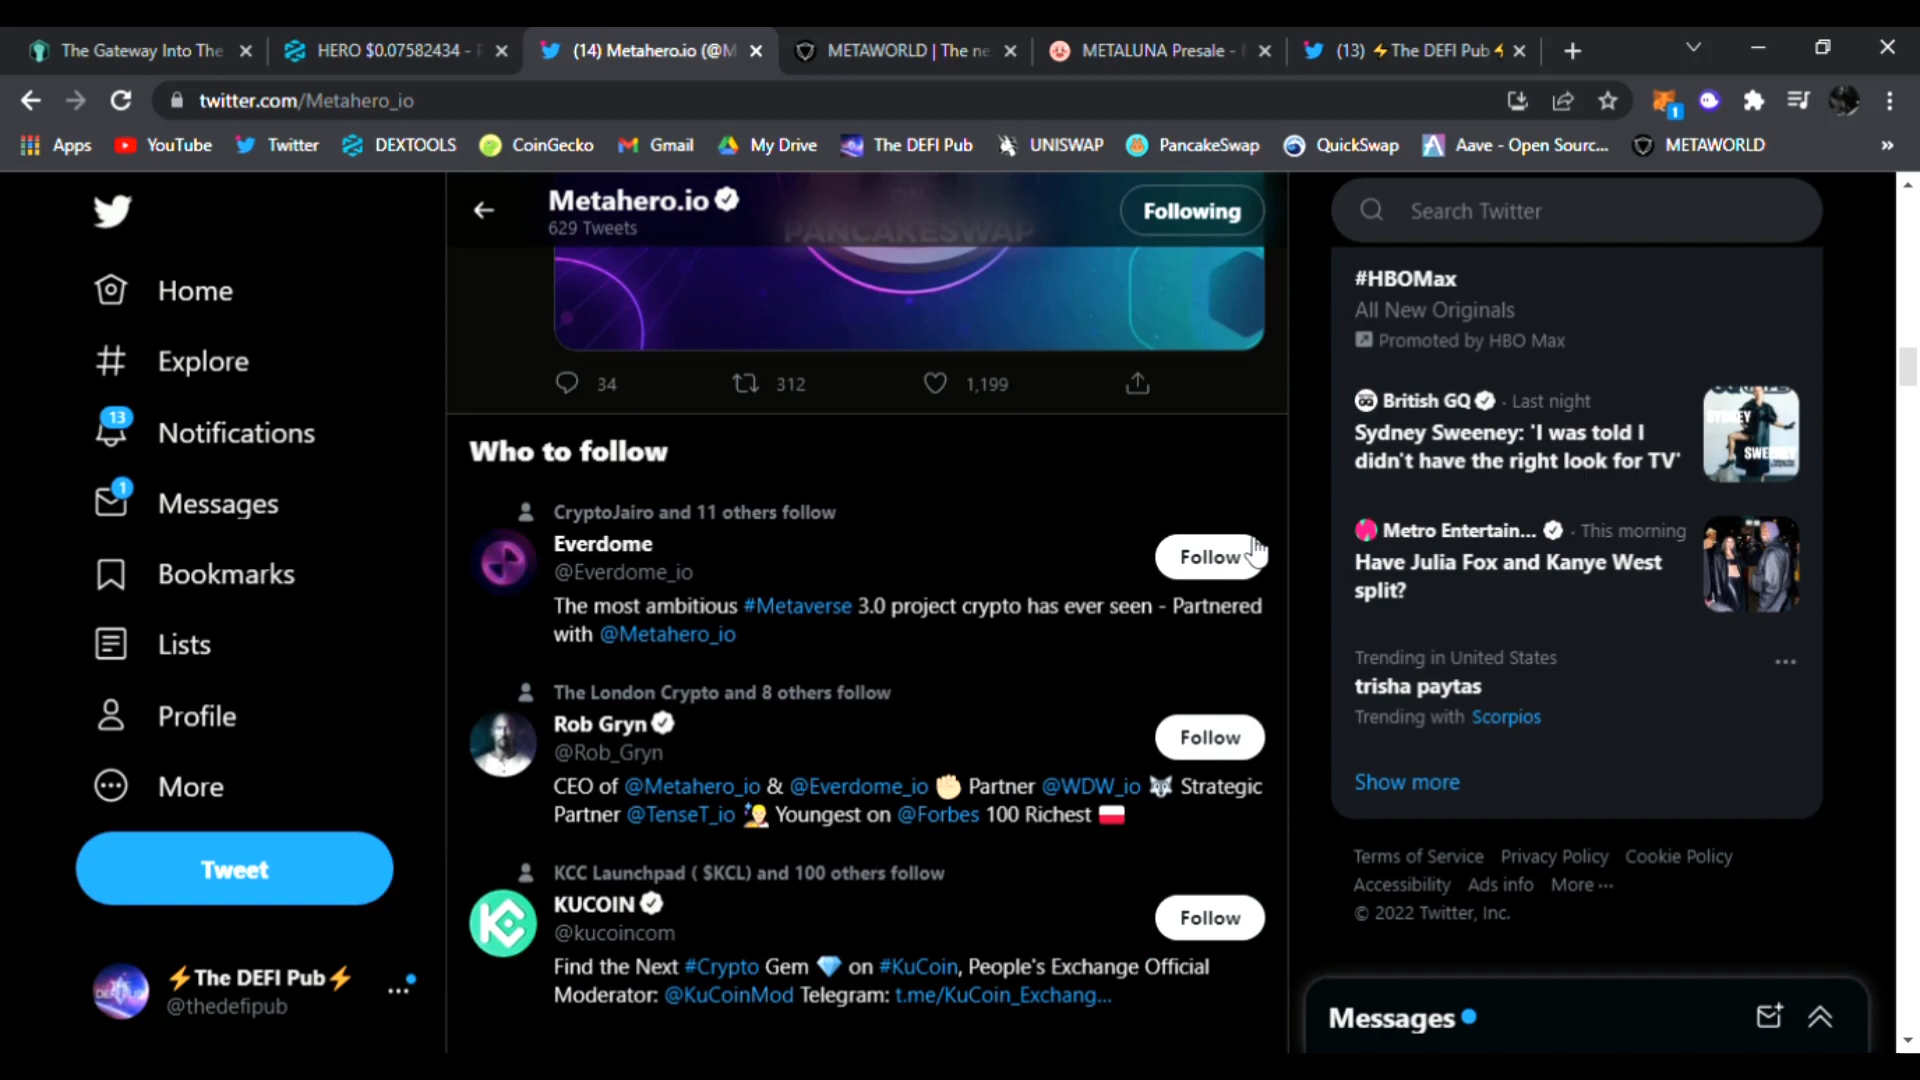 The Gateway Into The
HERO $0.07582434 -
(14) Metahero.io (@M
METAWORLD | The ne
METALUNA Presale -
(13) ⚡The DEFI Pub⚡
twitter.com/Metahero_io
1
Apps
YouTube
Twitter
DEXTOOLS
CoinGecko
Gmail
My Drive
The DEFI Pub
UNISWAP
PancakeSwap
QuickSwap
Aave - Open Sourc...
METAWORLD
»
Home
Explore
13
Notifications
1
Messages
Bookmarks
Lists
Profile
More
Tweet
⚡The DEFI Pub⚡
@thedefipub
Metahero.io
629 Tweets
Following
PANCAKESWAP
34
312
1,199
Who to follow
CryptoJairo and 11 others follow
Everdome
@Everdome_io
Follow
The most ambitious #Metaverse 3.0 project crypto has ever seen - Partnered
with @Metahero_io
The London Crypto and 8 others follow
Rob Gryn
@Rob_Gryn
Follow
CEO of @Metahero_io & @Everdome_io ✊ Partner @WDW_io 🐺 Strategic
Partner @TenseT_io Youngest on @Forbes 100 Richest 🇵🇱
KCC Launchpad ( $KCL) and 100 others follow
KUCOIN
@kucoincom
Follow
Find the Next #Crypto Gem 💎 on #KuCoin, People's Exchange Official
Moderator: @KuCoinMod Telegram: t.me/KuCoin_Exchang...
Search Twitter
#HBOMax
All New Originals
Promoted by HBO Max
British GQ · Last night
Sydney Sweeney: 'I was told I
didn't have the right look for TV'
SYDNEY
SWEENEY
Metro Entertain... · This morning
Have Julia Fox and Kanye West
split?
Trending in United States
trisha paytas
Trending with Scorpios
Show more
Terms of Service Privacy Policy Cookie Policy
Accessibility Ads info More ···
© 2022 Twitter, Inc.
Messages